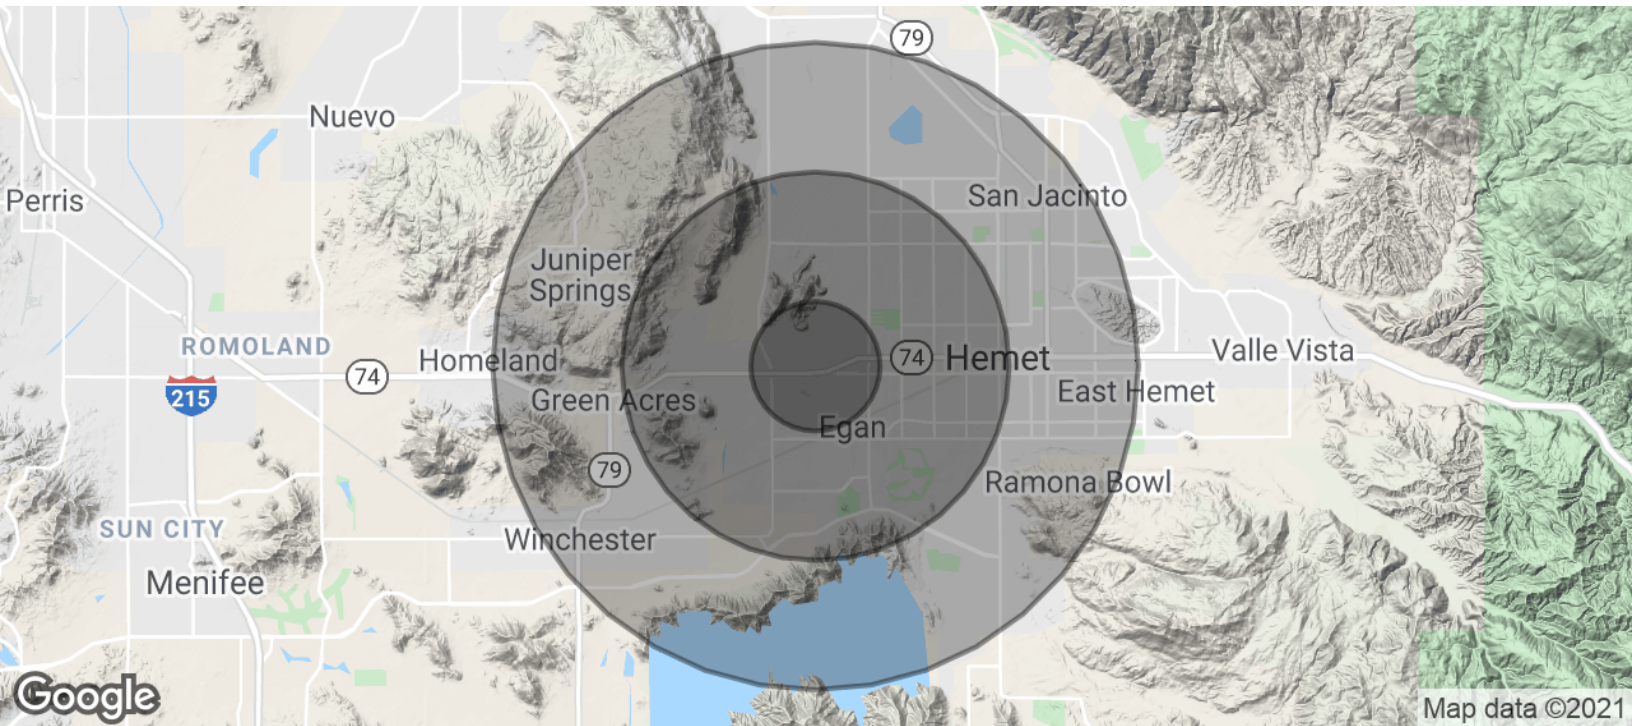 79
Nuevo
Perris
San Jacinto
Juniper
Springs
ROMOLAND
Homeland
74
Hemet
Valle Vista
74
215
Green Acres
East Hemet
Egan
79
Ramona Bowl
SUN CITY
Winchester
Menifee
Google
Map data ©2021